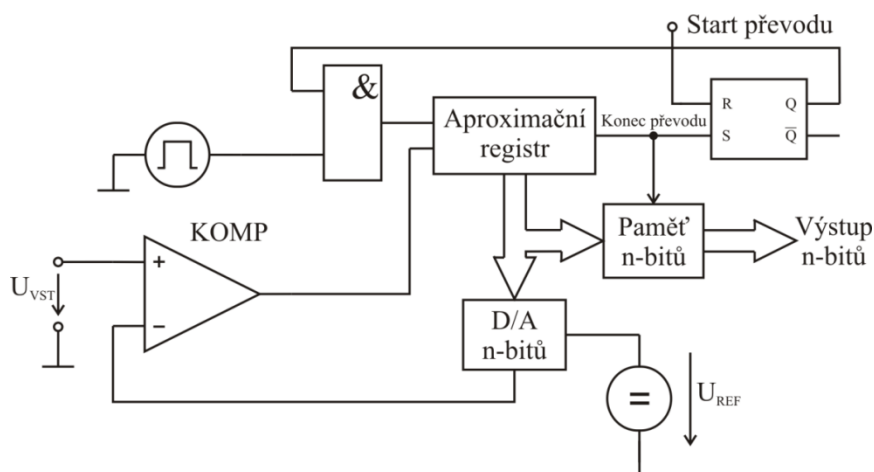 Start převodu
&
R Q
S Q̅
Konec převodu
Aproximační
registr
KOMP
+
−
U_VST
Paměť
n-bitů
Výstup
n-bitů
D/A
n-bitů
=
U_REF